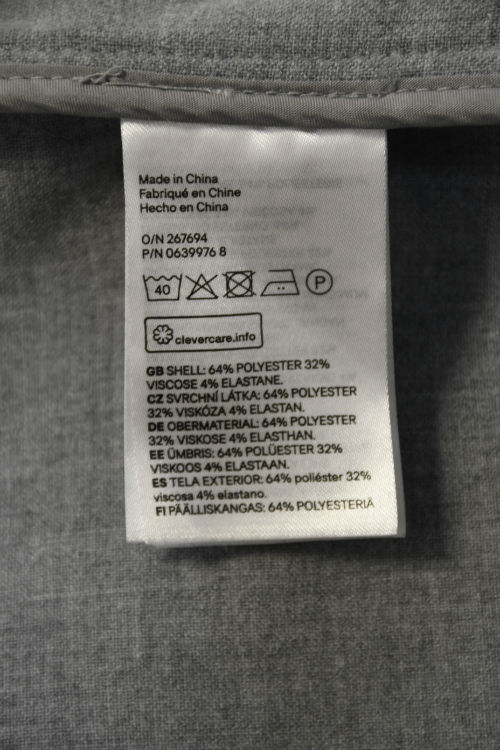 Made in China
Fabriqué en Chine
Hecho en China
O/N 267694
P/N 0639976 8
40 P
clevercare.info
GB SHELL: 64% POLYESTER 32%
VISCOSE 4% ELASTANE.
CZ SVRCHNÍ LÁTKA: 64% POLYESTER
32% VISKÓZA 4% ELASTAN.
DE OBERMATERIAL: 64% POLYESTER
32% VISKOSE 4% ELASTHAN.
EE ÜMBRIS: 64% POLÜESTER 32%
VISKOOS 4% ELASTAAN.
ES TELA EXTERIOR: 64% poliéster 32%
viscosa 4% elastano.
FI PÄÄLLISKANGAS: 64% POLYESTERIÄ